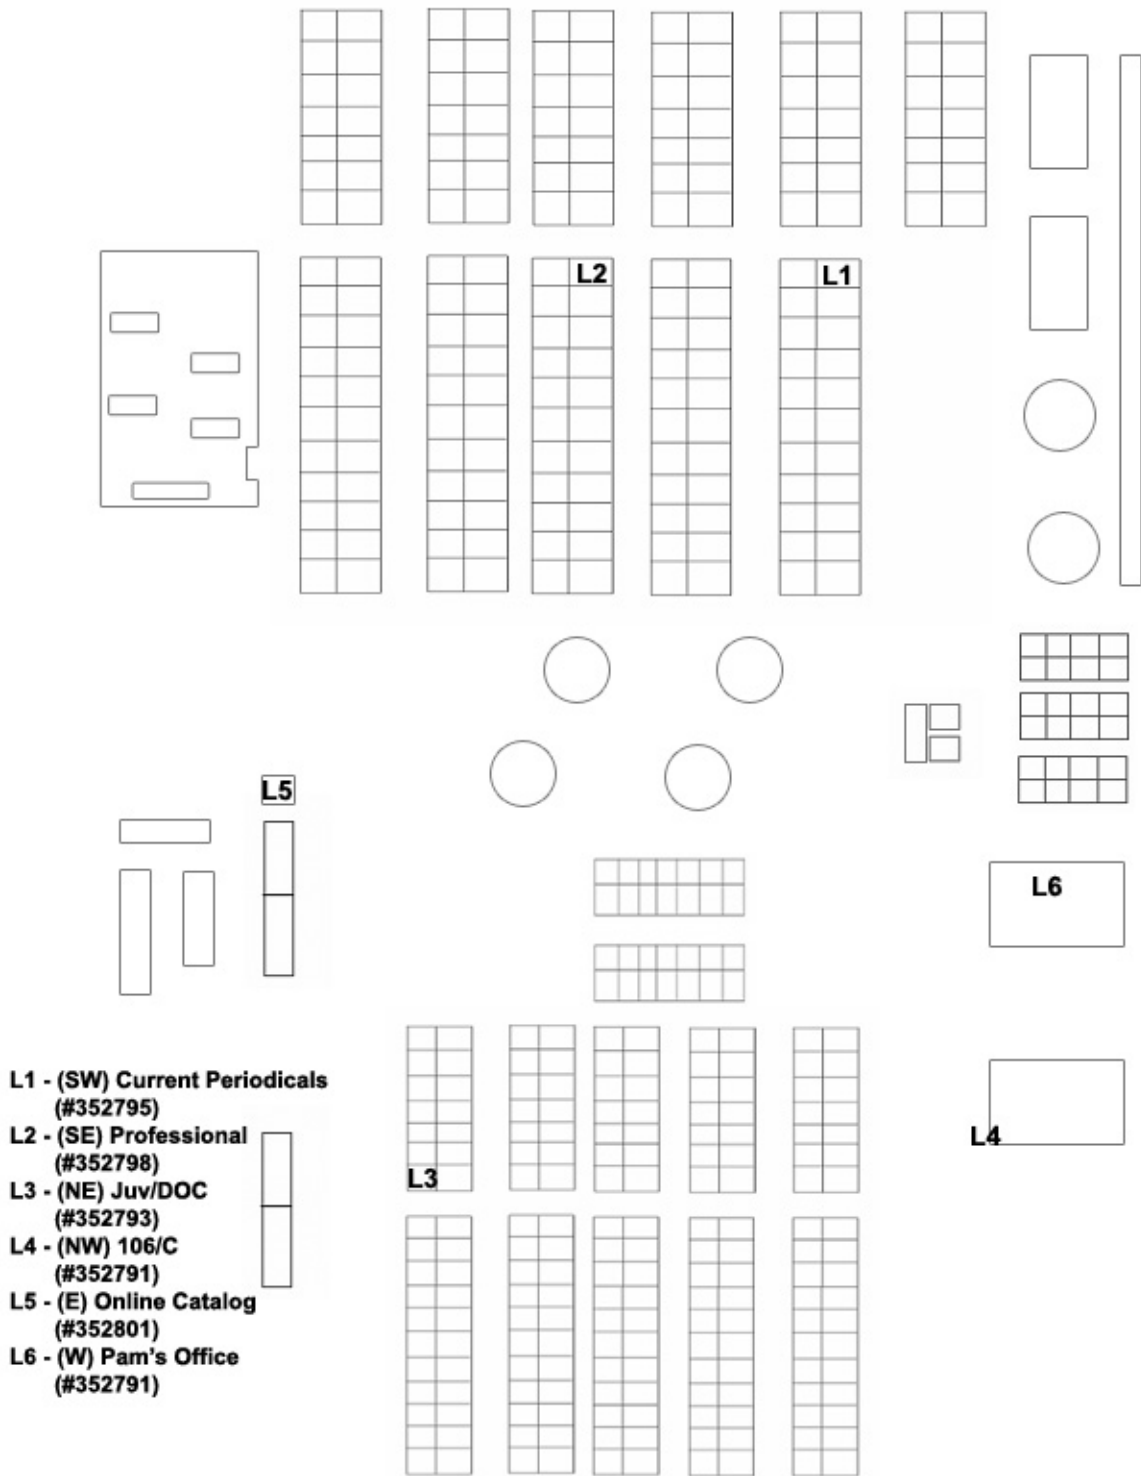 L2
L1
L5
L6
L3
L4
L1 - (SW) Current Periodicals
(#352795)
L2 - (SE) Professional
(#352798)
L3 - (NE) Juv/DOC
(#352793)
L4 - (NW) 106/C
(#352791)
L5 - (E) Online Catalog
(#352801)
L6 - (W) Pam's Office
(#352791)